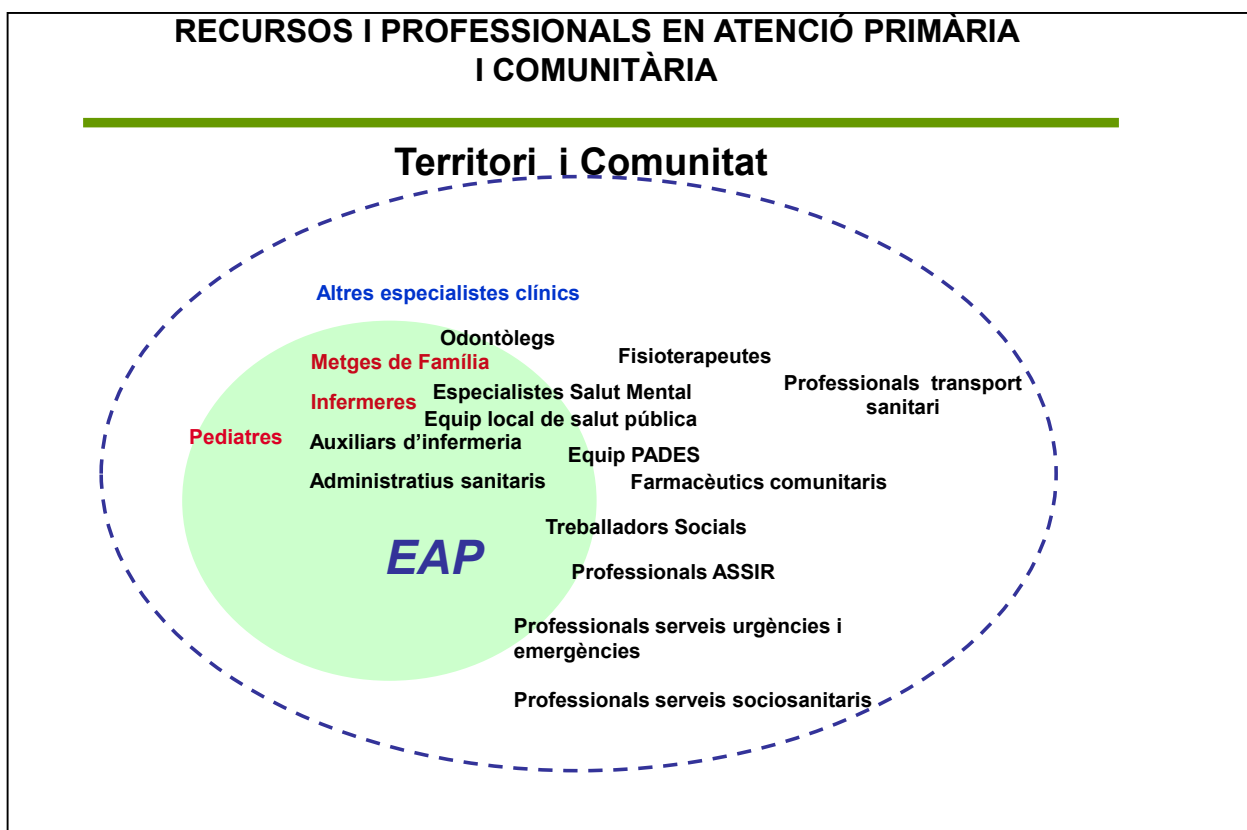 RECURSOS I PROFESSIONALS EN ATENCIÓ PRIMÀRIA
I COMUNITÀRIA
Territori i Comunitat
Altres especialistes clínics
Odontòlegs
Metges de Família
Fisioterapeutes
Professionals transport
sanitari
Especialistes Salut Mental
Infermeres
Equip local de salut pública
Pediatres
Auxiliars d’infermeria
Equip PADES
Administratius sanitaris
Farmacèutics comunitaris
Treballadors Socials
EAP
Professionals ASSIR
Professionals serveis urgències i
emergències
Professionals serveis sociosanitaris